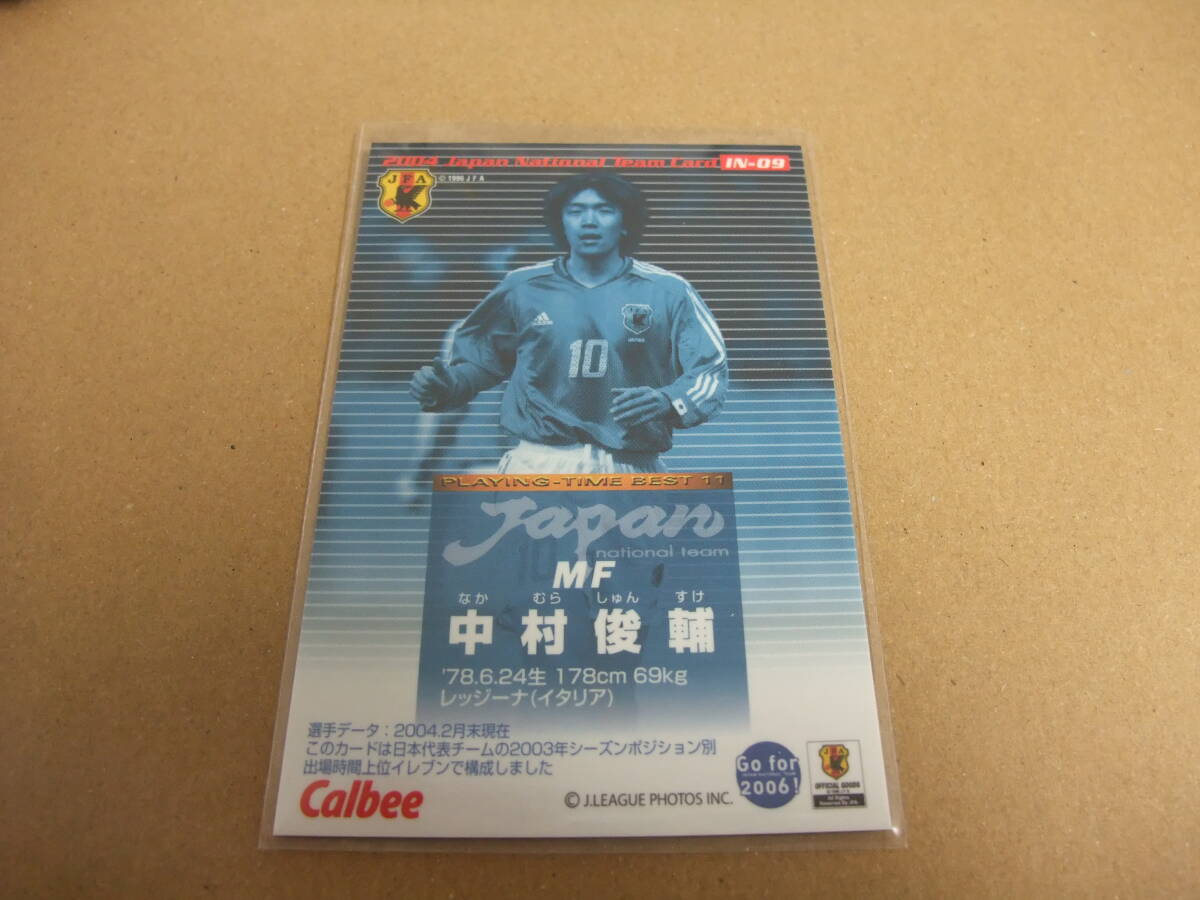 2004 Japan National Team Card IN-09
JFA
© 1996 J F A
10
PLAYING-TIME BEST 11
Japan
national team
MF
なか むら しゅん すけ
中村俊輔
'78.6.24生 178cm 69kg
レッジーナ(イタリア)
選手データ:2004.2月末現在
このカードは日本代表チームの2003年シーズンポジション別
出場時間上位イレブンで構成しました
Calbee
© J.LEAGUE PHOTOS INC.
Go for
2006!
OFFICIAL GOODS